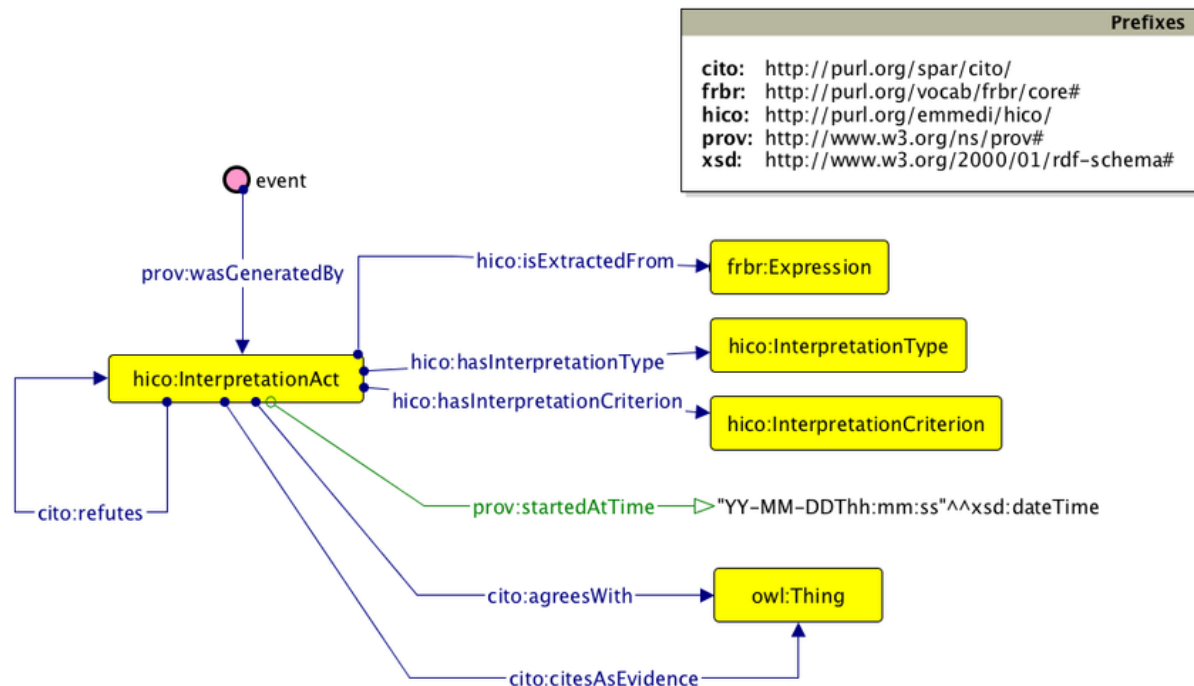 Prefixes
cito: http://purl.org/spar/cito/
frbr: http://purl.org/vocab/frbr/core#
hico: http://purl.org/emmedi/hico/
prov: http://www.w3.org/ns/prov#
xsd: http://www.w3.org/2000/01/rdf-schema#
event
prov:wasGeneratedBy
hico:isExtractedFrom
frbr:Expression
hico:InterpretationAct
hico:hasInterpretationType
hico:InterpretationType
hico:hasInterpretationCriterion
hico:InterpretationCriterion
cito:refutes
prov:startedAtTime
"YY-MM-DDThh:mm:ss"^^xsd:dateTime
cito:agreesWith
owl:Thing
cito:citesAsEvidence